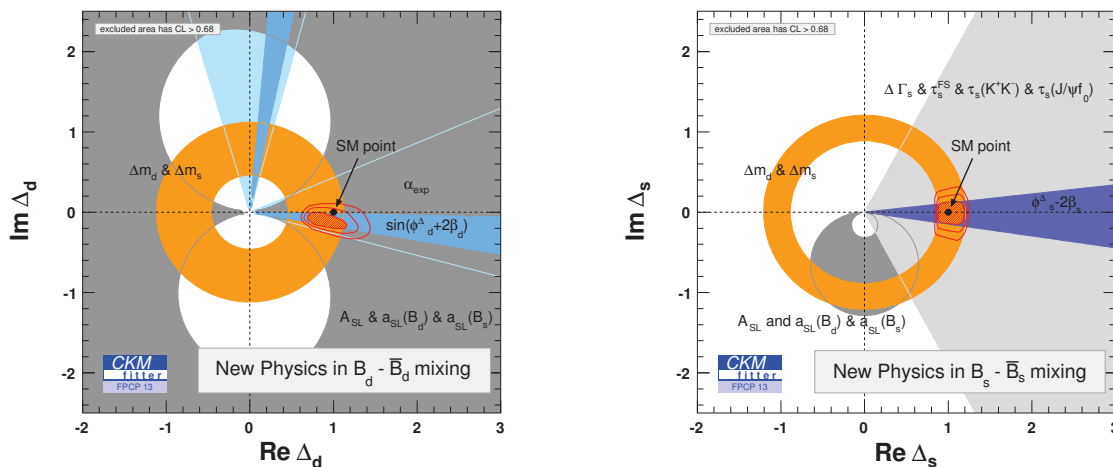 excluded area has CL > 0.68
SM point
Δm_d & Δm_s
α_exp
sin(φ^Δ_d+2β_d)
A_SL & a_SL(B_d) & a_SL(B_s)
CKM
fitter
FPCP 13
New Physics in B_d - B̅_d mixing
Im Δ_d
2
1
0
-1
-2
-2
-1
0
1
2
3
Re Δ_d
excluded area has CL > 0.68
ΔΓ_s & τ_s^FS & τ_s(K⁺K⁻) & τ_s(J/ψf_0)
SM point
Δm_d & Δm_s
φ^Δ_s-2β_s
A_SL and a_SL(B_d) & a_SL(B_s)
CKM
fitter
FPCP 13
New Physics in B_s - B̅_s mixing
Im Δ_s
2
1
0
-1
-2
-2
-1
0
1
2
3
Re Δ_s